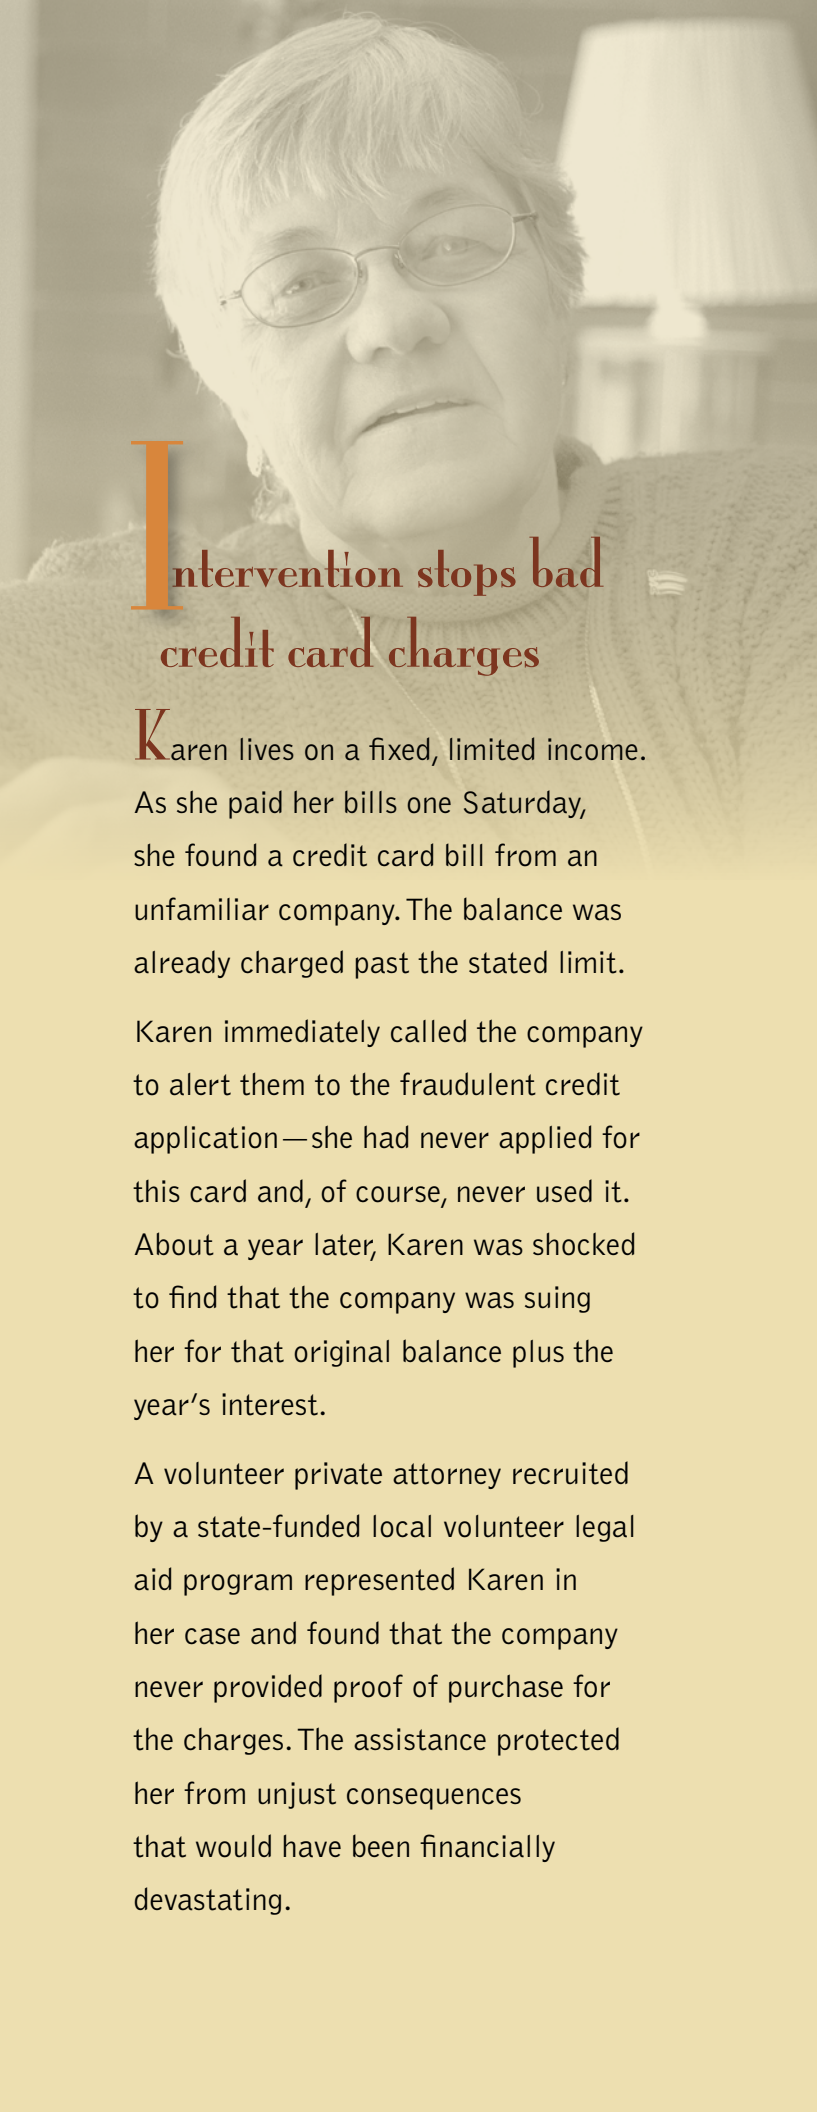 Intervention stops bad
credit card charges
Karen lives on a fixed, limited income.
As she paid her bills one Saturday,
she found a credit card bill from an
unfamiliar company. The balance was
already charged past the stated limit.
Karen immediately called the company
to alert them to the fraudulent credit
application—she had never applied for
this card and, of course, never used it.
About a year later, Karen was shocked
to find that the company was suing
her for that original balance plus the
year’s interest.
A volunteer private attorney recruited
by a state-funded local volunteer legal
aid program represented Karen in
her case and found that the company
never provided proof of purchase for
the charges. The assistance protected
her from unjust consequences
that would have been financially
devastating.